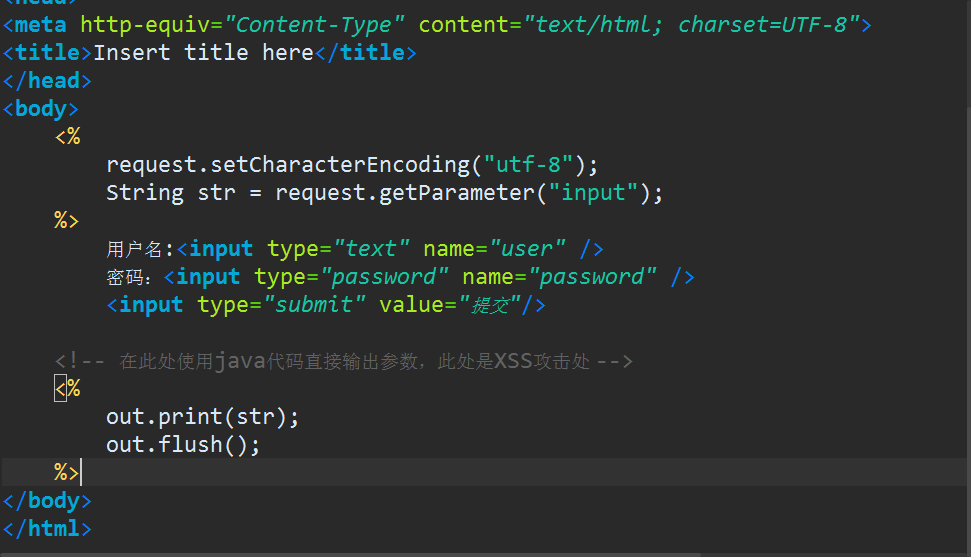 <head>
<meta http-equiv="Content-Type" content="text/html; charset=UTF-8">
<title>Insert title here</title>
</head>
<body>
<%
request.setCharacterEncoding("utf-8");
String str = request.getParameter("input");
%>
用户名:<input type="text" name="user" />
密码：<input type="password" name="password" />
<input type="submit" value="提交"/>
<!-- 在此处使用java代码直接输出参数，此处是XSS攻击处 -->
<%
out.print(str);
out.flush();
%>
</body>
</html>